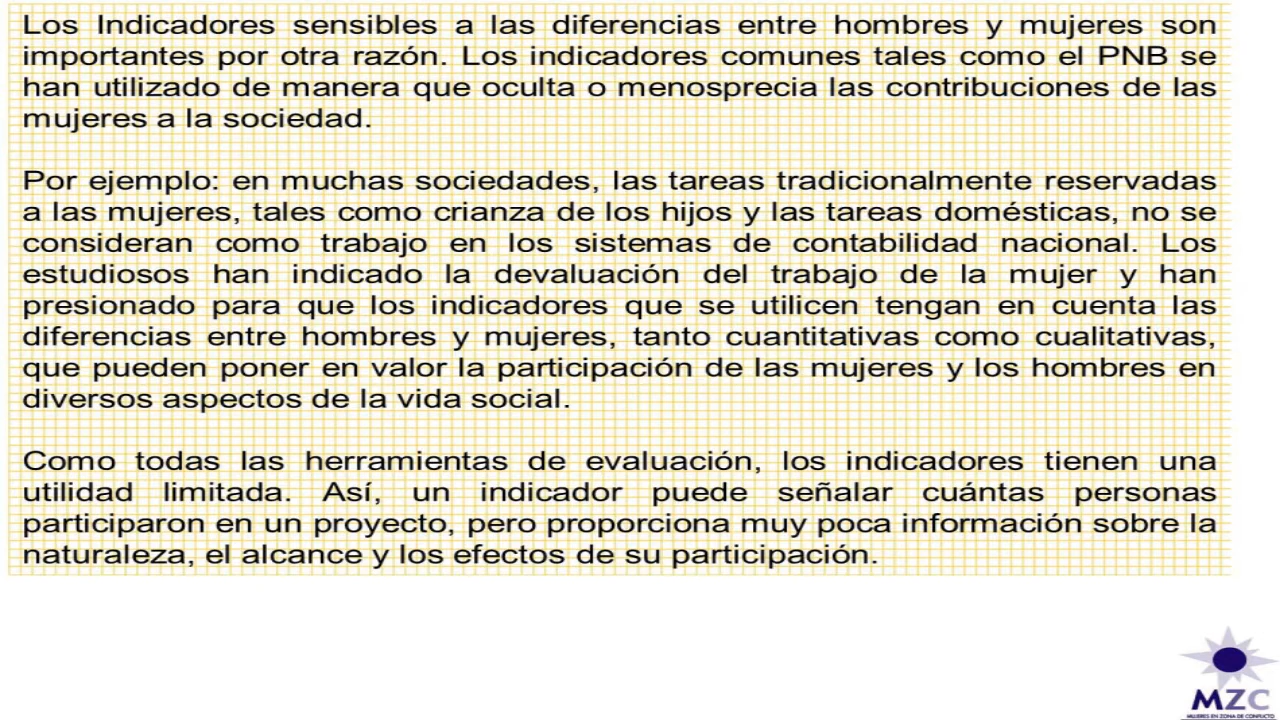 Los Indicadores sensibles a las diferencias entre hombres y mujeres son
importantes por otra razón. Los indicadores comunes tales como el PNB se
han utilizado de manera que oculta o menosprecia las contribuciones de las
mujeres a la sociedad.
Por ejemplo: en muchas sociedades, las tareas tradicionalmente reservadas
a las mujeres, tales como crianza de los hijos y las tareas domésticas, no se
consideran como trabajo en los sistemas de contabilidad nacional. Los
estudiosos han indicado la devaluación del trabajo de la mujer y han
presionado para que los indicadores que se utilicen tengan en cuenta las
diferencias entre hombres y mujeres, tanto cuantitativas como cualitativas,
que pueden poner en valor la participación de las mujeres y los hombres en
diversos aspectos de la vida social.
Como todas las herramientas de evaluación, los indicadores tienen una
utilidad limitada. Así, un indicador puede señalar cuántas personas
participaron en un proyecto, pero proporciona muy poca información sobre la
naturaleza, el alcance y los efectos de su participación.
MZC
MUJERES EN ZONA DE CONFLICTO